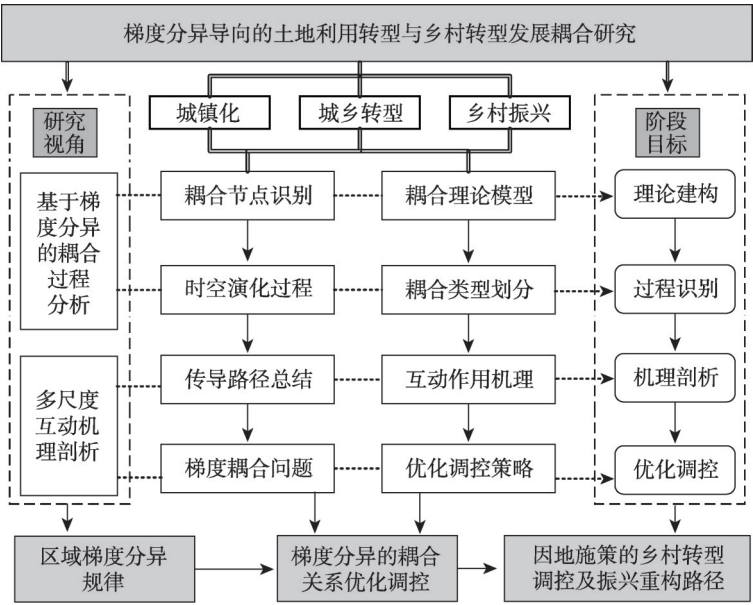 梯度分异导向的土地利用转型与乡村转型发展耦合研究
研究
视角
城镇化
城乡转型
乡村振兴
阶段
目标
基于梯
度分异
的耦合
过程
分析
耦合节点识别
耦合理论模型
理论建构
时空演化过程
耦合类型划分
过程识别
多尺度
互动机
理剖析
传导路径总结
互动作用机理
机理剖析
梯度耦合问题
优化调控策略
优化调控
区域梯度分异
规律
梯度分异的耦合
关系优化调控
因地施策的乡村转型
调控及振兴重构路径